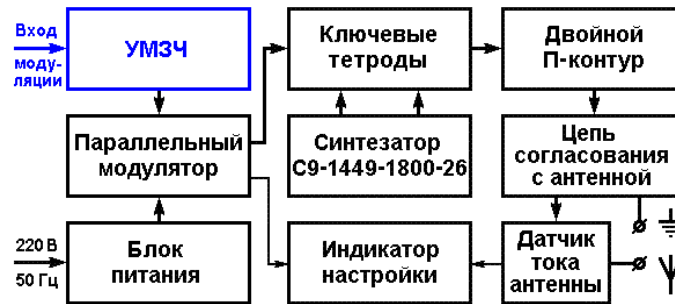 Вход
моду-
ляции
УМЗЧ
Ключевые
тетроды
Двойной
П-контур
Параллельный
модулятор
Синтезатор
С9-1449-1800-26
Цепь
согласования
с антенной
220 В
50 Гц
Блок
питания
Индикатор
настройки
Датчик
тока
антенны